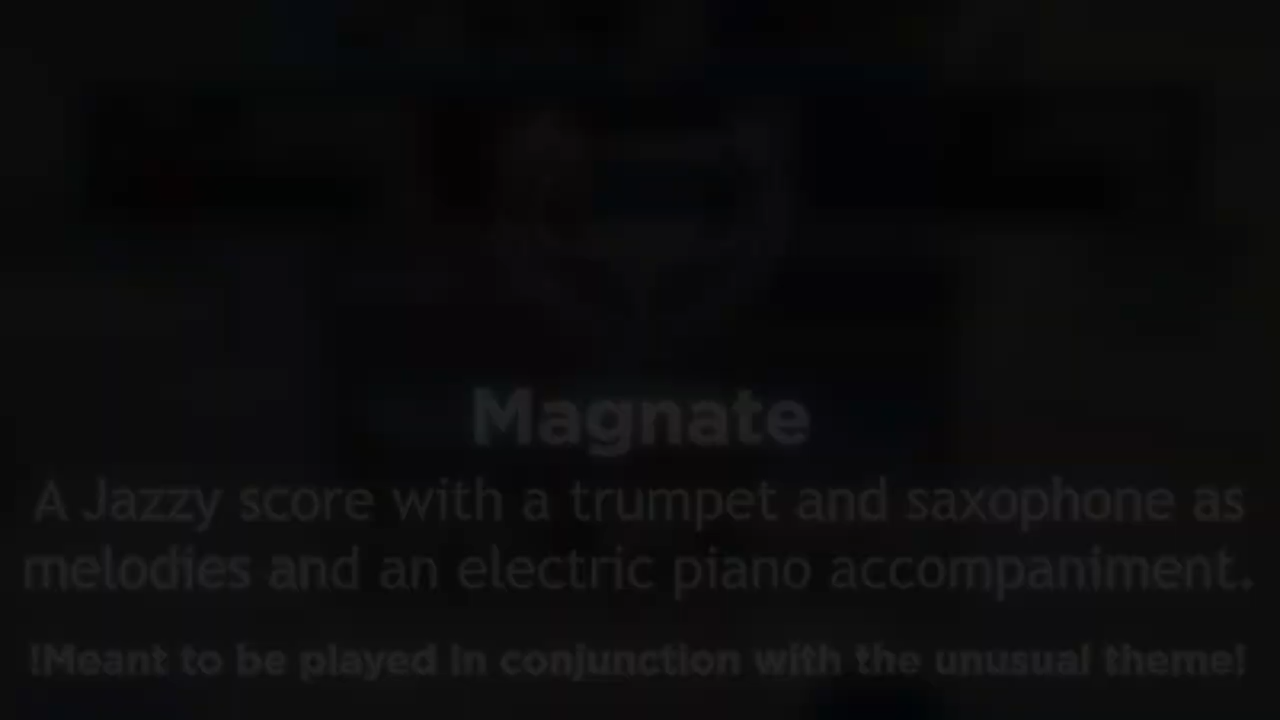 Magnate
A Jazzy score with a trumpet and saxophone as
melodies and an electric piano accompaniment.
!Meant to be played in conjunction with the unusual theme!